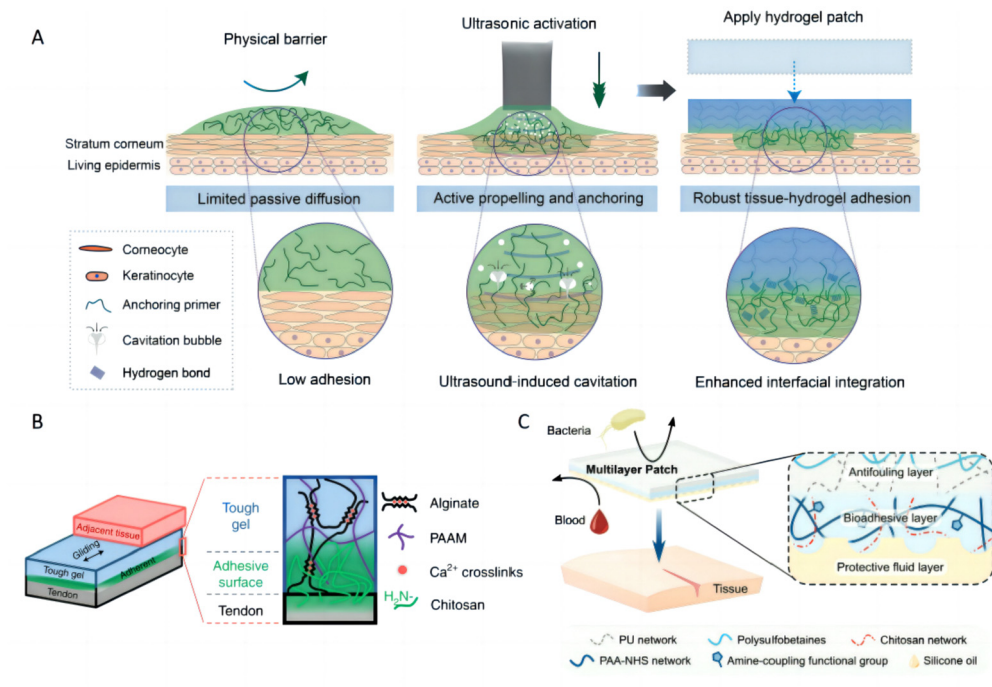 A
Physical barrier
Ultrasonic activation
Apply hydrogel patch
Stratum corneum
Living epidermis
Limited passive diffusion
Active propelling and anchoring
Robust tissue-hydrogel adhesion
Corneocyte
Keratinocyte
Anchoring primer
Cavitation bubble
Hydrogen bond
Low adhesion
Ultrasound-induced cavitation
Enhanced interfacial integration
B
Adjacent tissue
Gliding
Tough gel
Adherent
Tendon
Tough
gel
Adhesive
surface
Tendon
Alginate
PAAM
Ca²⁺ crosslinks
H₂N-
Chitosan
C
Bacteria
Multilayer Patch
Blood
Tissue
Antifouling layer
Bioadhesive layer
Protective fluid layer
PU network
Polysulfobetaines
Chitosan network
PAA-NHS network
Amine-coupling functional group
Silicone oil